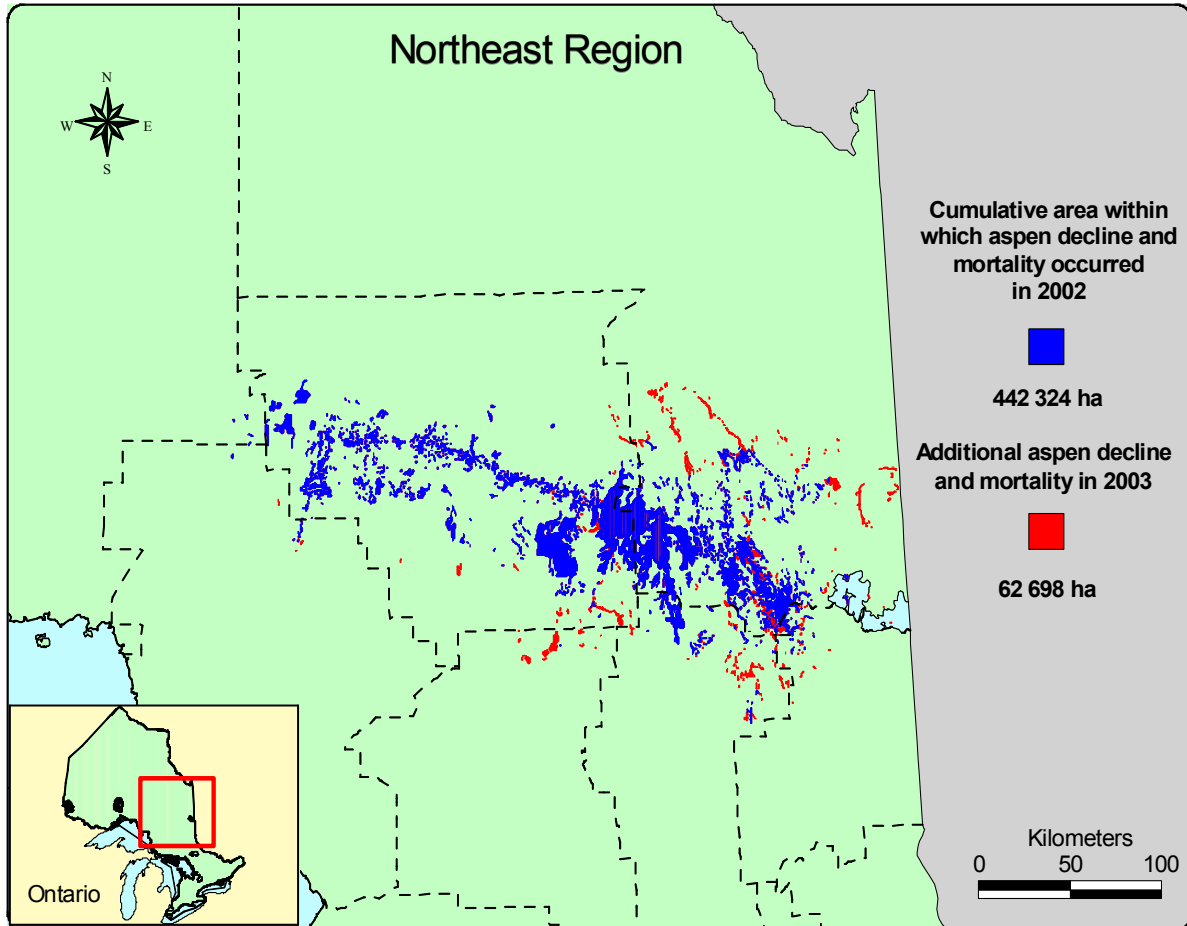 Northeast Region
N
W E
S
Cumulative area within
which aspen decline and
mortality occurred
in 2002
442 324 ha
Additional aspen decline
and mortality in 2003
62 698 ha
Kilometers
0 50 100
Ontario